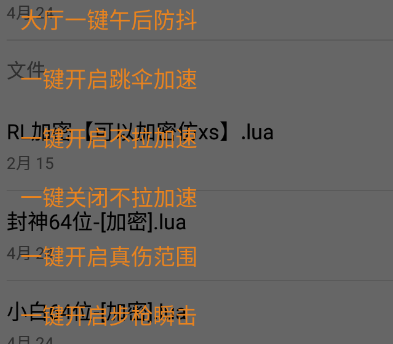 4月 24
大厅一键午后防抖
文件
一键开启跳伞加速
RL加密【可以加密仿xs】.lua
一键开启不拉加速
2月 15
一键关闭不拉加速
封神64位-[加密].lua
4月 2
一键开启真伤范围
小白64位-[加密].lua
一键开启步枪瞬击
4月 24